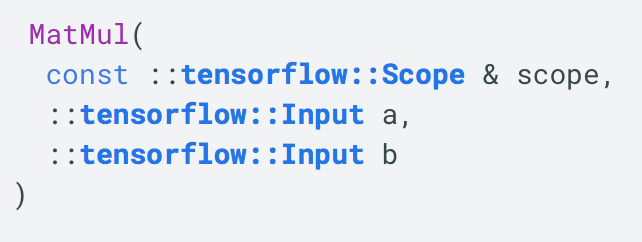 MatMul(
const ::tensorflow::Scope & scope,
::tensorflow::Input a,
::tensorflow::Input b
)